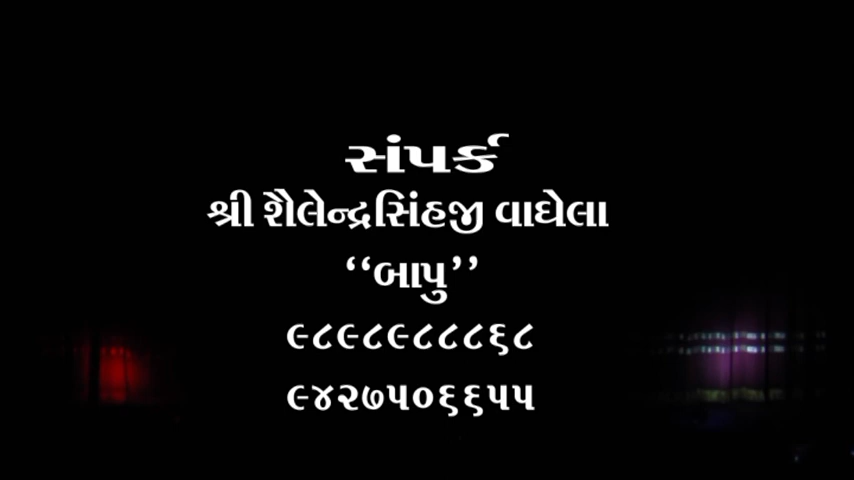 સંપર્ક
શ્રી શૈલેન્દ્રસિંહજી વાઘેલા
‘‘બાપુ’’
૯૮૯૮૯૮૮૮૬૮
૯૪૨૭૫૦૬૬૫૫